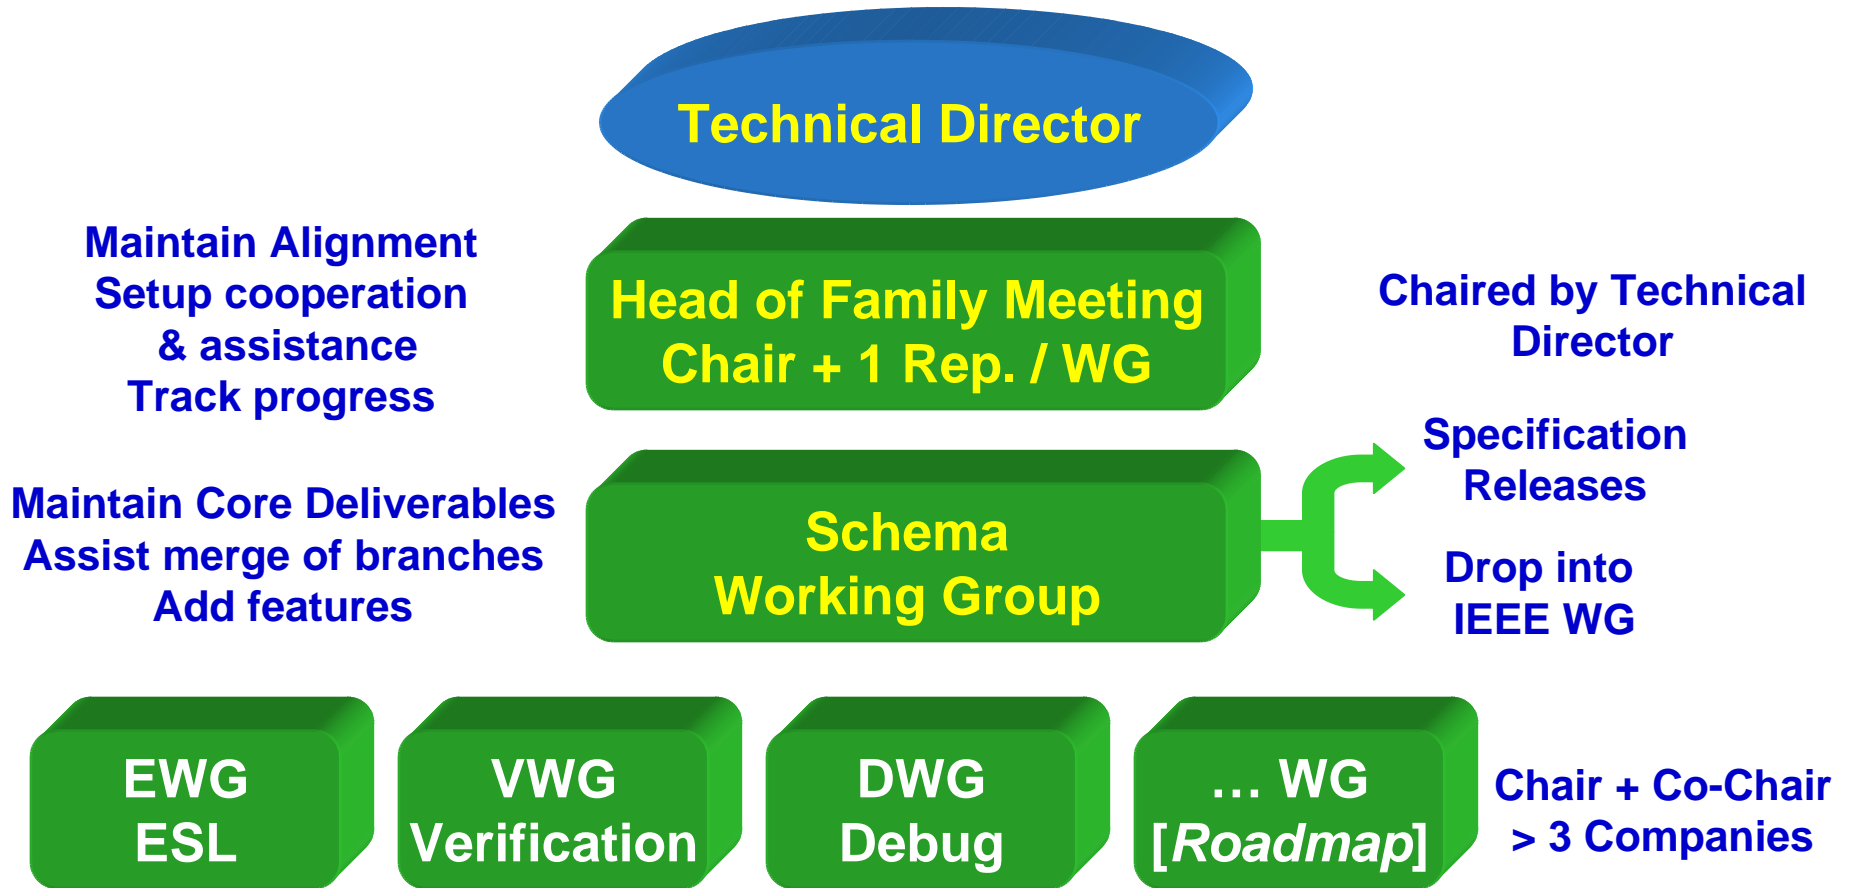 Technical Director
Maintain Alignment
Setup cooperation
& assistance
Track progress
Head of Family Meeting
Chair + 1 Rep. / WG
Chaired by Technical
Director
Maintain Core Deliverables
Assist merge of branches
Add features
Schema
Working Group
Specification
Releases
Drop into
IEEE WG
EWG
ESL
VWG
Verification
DWG
Debug
… WG
[Roadmap]
Chair + Co-Chair
> 3 Companies